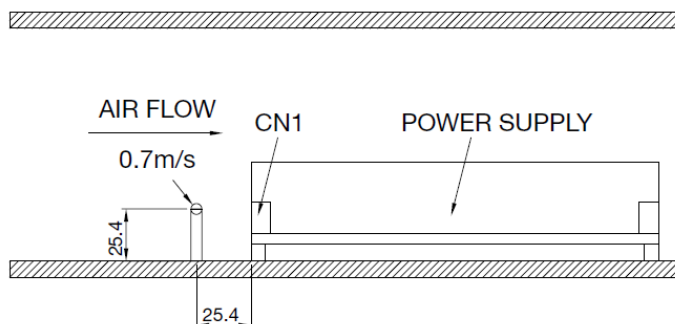 AIR FLOW
CN1
POWER SUPPLY
0.7m/s
25.4
25.4